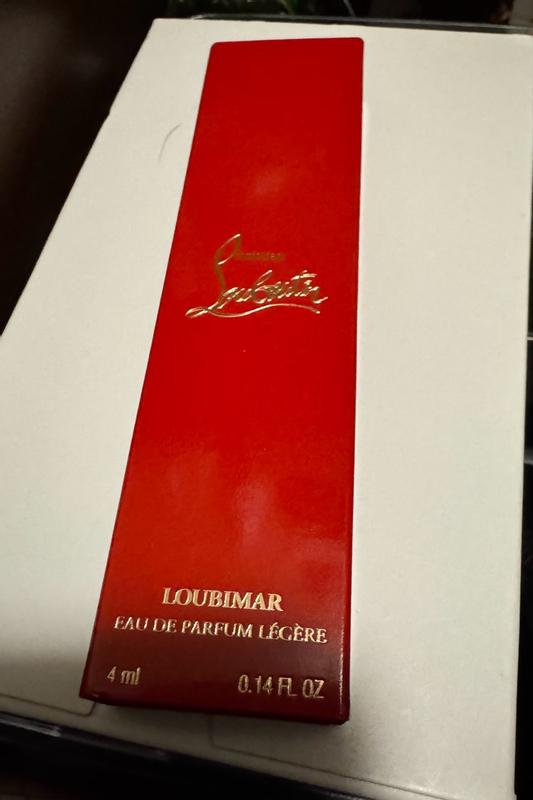 Christian
Louboutin
LOUBIMAR
EAU DE PARFUM LÉGÈRE
4 ml 0.14 FL OZ